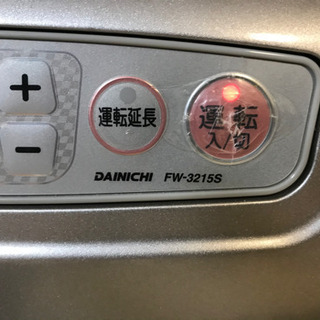 +
運転延長
運転
入/切
-
DAINICHI FW-3215S